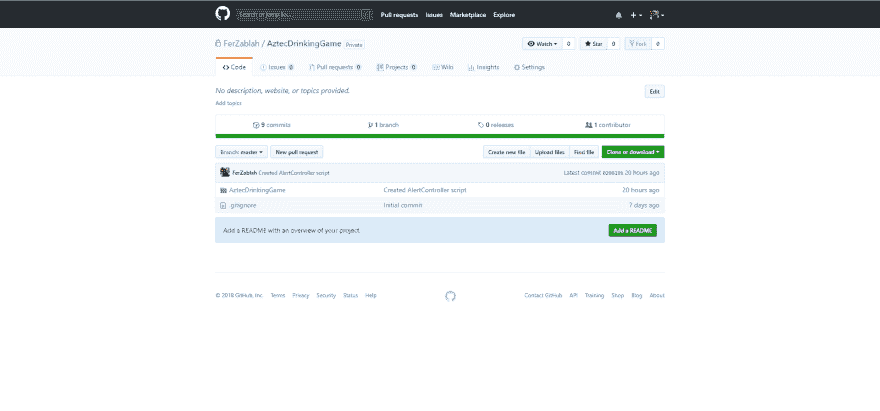 Pull requests Issues Marketplace Explore
FerZablah / AztecDrinkingGame Private
Watch 0 Star 0 Fork 0
Code Issues 0 Pull requests 0 Projects 0 Wiki Insights Settings
No description, website, or topics provided. Edit
Add topics
9 commits 1 branch 0 releases 1 contributor
Branch: master New pull request Create new file Upload files Find file Clone or download
FerZablah Created AlertController script Latest commit 20 hours ago
AztecDrinkingGame Created AlertController script 20 hours ago
.gitignore Initial commit 7 days ago
Add a README with an overview of your project. Add a README
© 2018 GitHub, Inc. Terms Privacy Security Status Help Contact GitHub API Training Shop Blog About